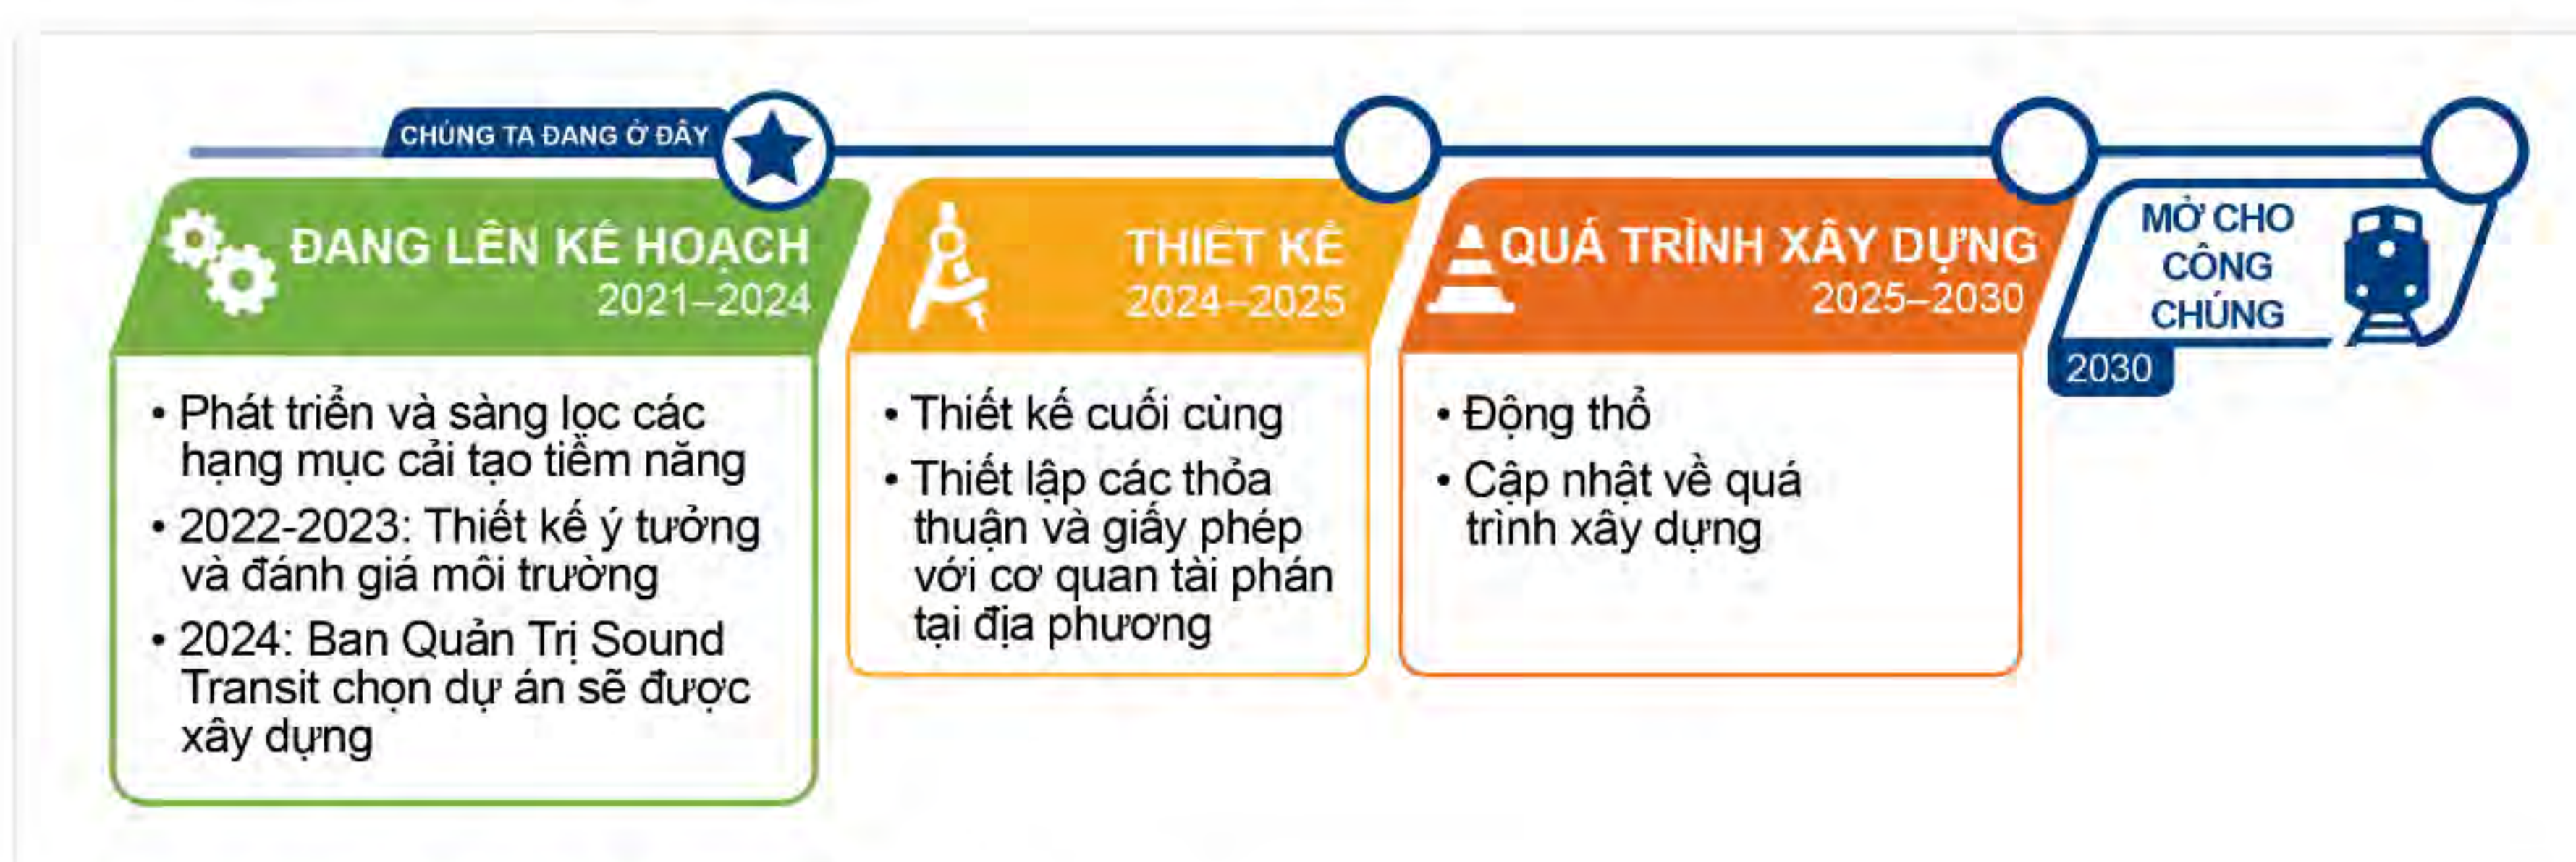 CHÚNG TA ĐANG Ở ĐÂY
ĐANG LÊN KẾ HOẠCH
2021–2024
• Phát triển và sàng lọc các
hạng mục cải tạo tiềm năng
• 2022-2023: Thiết kế ý tưởng
và đánh giá môi trường
• 2024: Ban Quản Trị Sound
Transit chọn dự án sẽ được
xây dựng
THIẾT KẾ
2024–2025
• Thiết kế cuối cùng
• Thiết lập các thỏa
thuận và giấy phép
với cơ quan tài phán
tại địa phương
QUÁ TRÌNH XÂY DỰNG
2025–2030
• Động thổ
• Cập nhật về quá
trình xây dựng
MỞ CHO
CÔNG
CHÚNG
2030